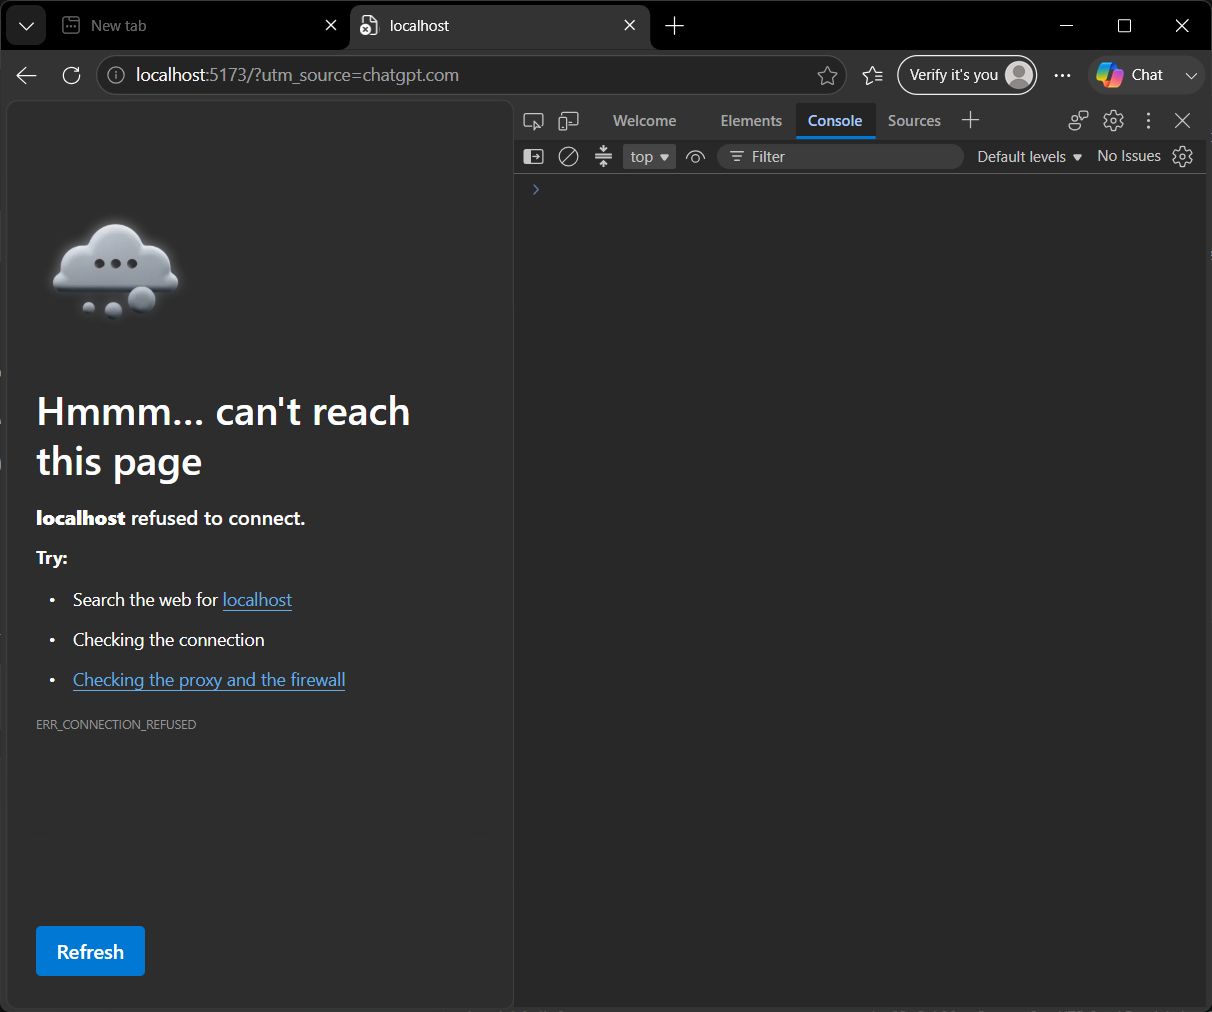 New tab
localhost
localhost:5173/?utm_source=chatgpt.com
Verify it's you
Chat
Welcome
Elements
Console
Sources
top
Filter
Default levels
No Issues
Hmmm... can't reach
this page
localhost refused to connect.
Try:
• Search the web for localhost
• Checking the connection
• Checking the proxy and the firewall
ERR_CONNECTION_REFUSED
Refresh